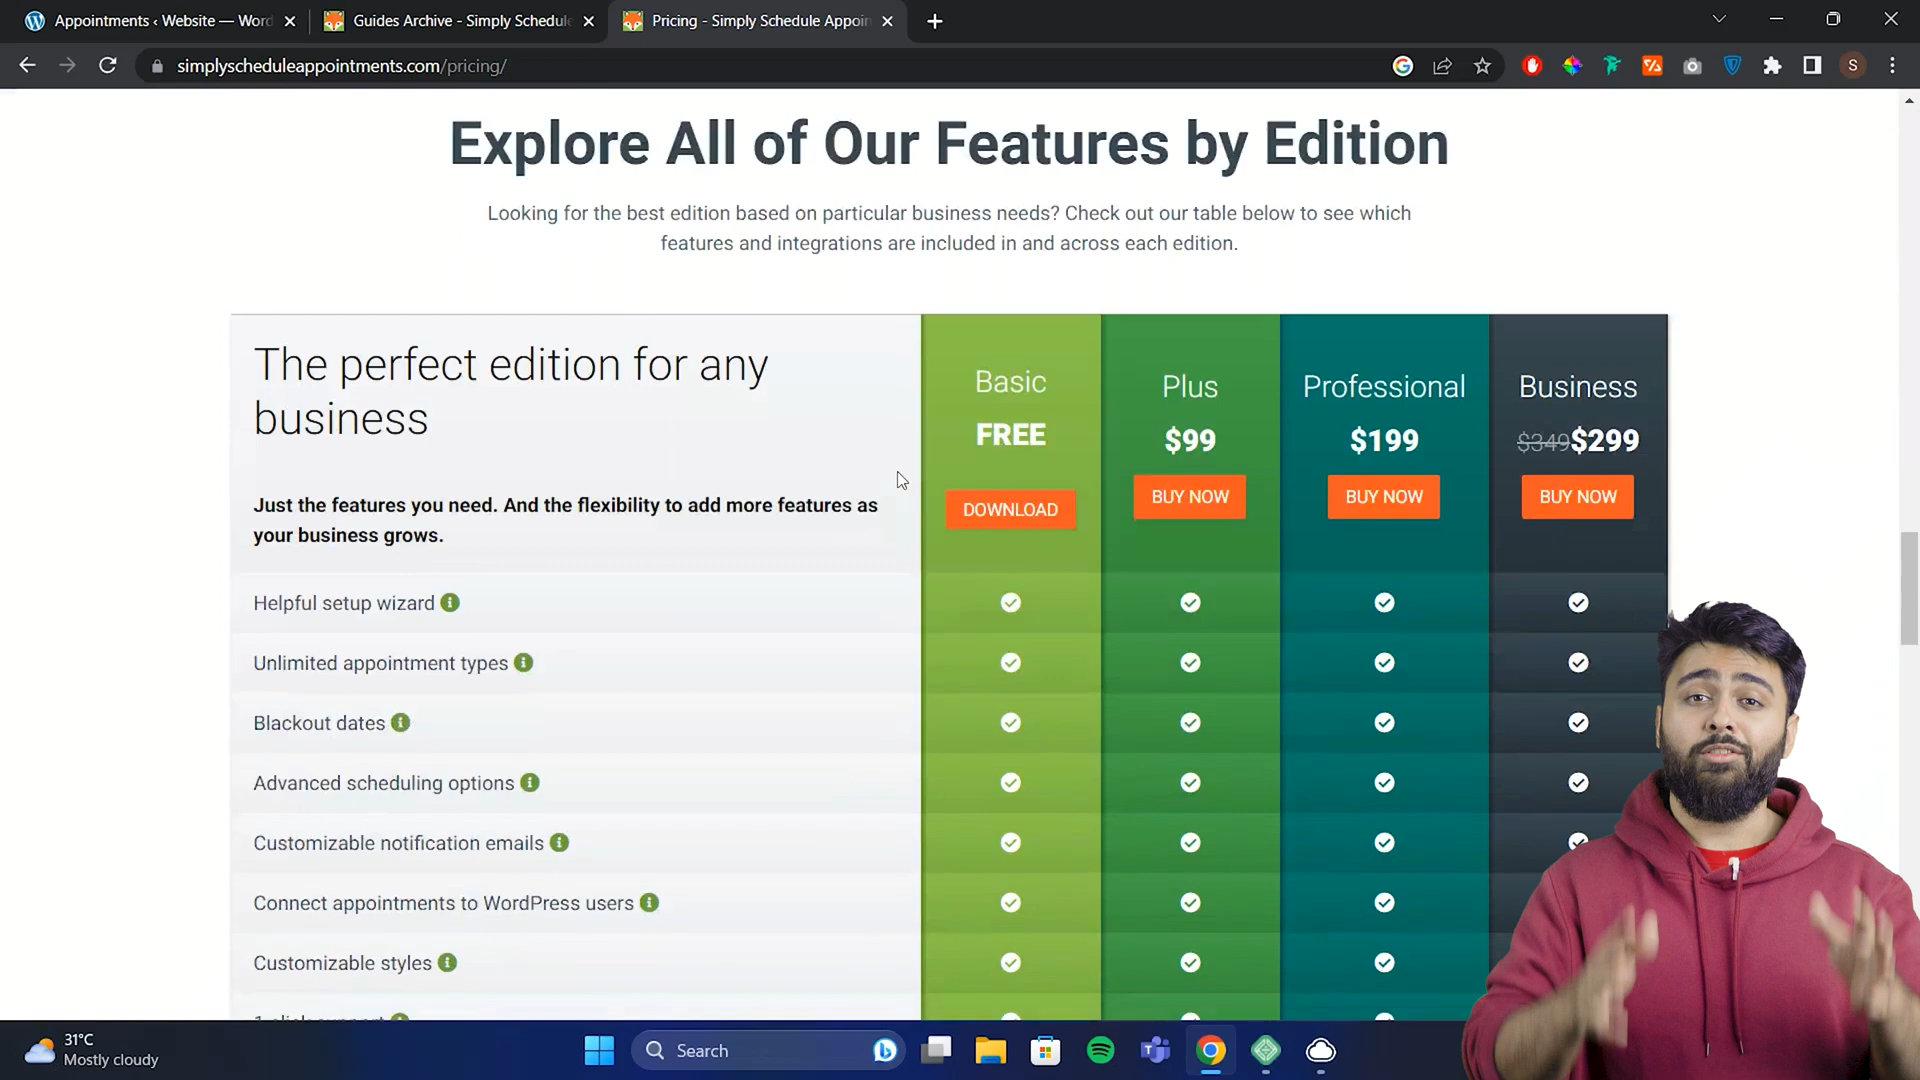 Appointments ‹ Website — Word
Guides Archive - Simply Schedule
Pricing - Simply Schedule Appoin
simplyscheduleappointments.com/pricing/
S
Explore All of Our Features by Edition
Looking for the best edition based on particular business needs? Check out our table below to see which
features and integrations are included in and across each edition.
The perfect edition for any
business
Just the features you need. And the flexibility to add more features as
your business grows.
Basic
FREE
DOWNLOAD
Plus
$99
BUY NOW
Professional
$199
BUY NOW
Business
$349 $299
BUY NOW
Helpful setup wizard
Unlimited appointment types
Blackout dates
Advanced scheduling options
Customizable notification emails
Connect appointments to WordPress users
Customizable styles
31°C
Mostly cloudy
Search